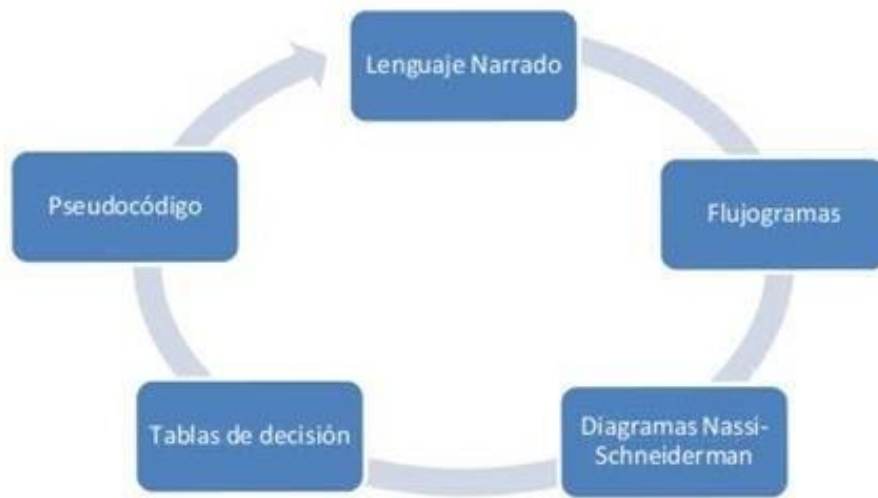 Lenguaje Narrado
Flujogramas
Diagramas Nassi-
Schneiderman
Tablas de decisión
Pseudocódigo